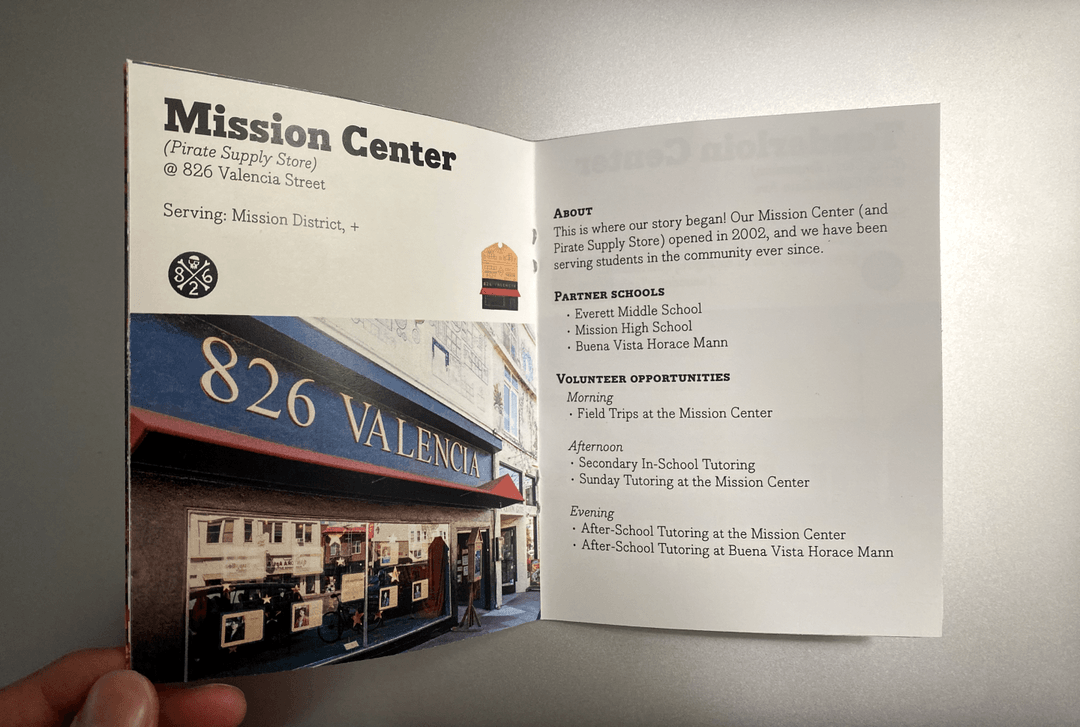 Mission Center
(Pirate Supply Store)
@ 826 Valencia Street
Serving: Mission District, +
8 6
2
826 VALENCIA
ABOUT
This is where our story began! Our Mission Center (and
Pirate Supply Store) opened in 2002, and we have been
serving students in the community ever since.
PARTNER SCHOOLS
· Everett Middle School
· Mission High School
· Buena Vista Horace Mann
VOLUNTEER OPPORTUNITIES
Morning
· Field Trips at the Mission Center
Afternoon
· Secondary In-School Tutoring
· Sunday Tutoring at the Mission Center
Evening
· After-School Tutoring at the Mission Center
· After-School Tutoring at Buena Vista Horace Mann